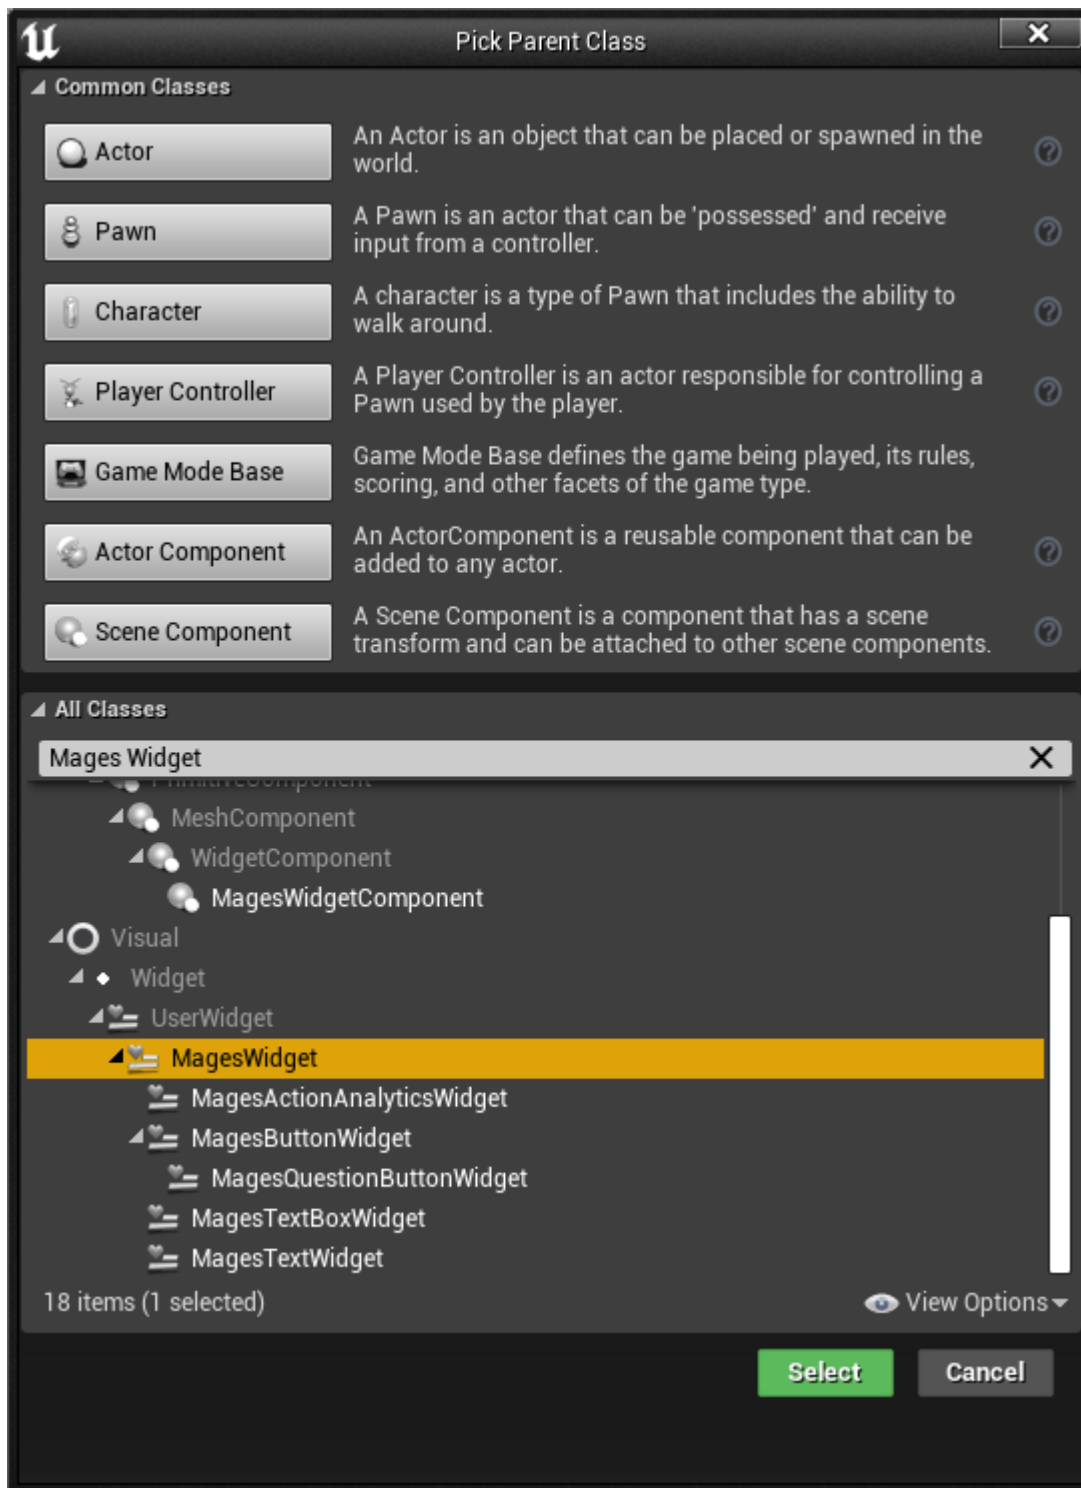 Pick Parent Class
Common Classes
Actor
An Actor is an object that can be placed or spawned in the
world.
Pawn
A Pawn is an actor that can be 'possessed' and receive
input from a controller.
Character
A character is a type of Pawn that includes the ability to
walk around.
Player Controller
A Player Controller is an actor responsible for controlling a
Pawn used by the player.
Game Mode Base
Game Mode Base defines the game being played, its rules,
scoring, and other facets of the game type.
Actor Component
An ActorComponent is a reusable component that can be
added to any actor.
Scene Component
A Scene Component is a component that has a scene
transform and can be attached to other scene components.
All Classes
Mages Widget
PrimitiveComponent
MeshComponent
WidgetComponent
MagesWidgetComponent
Visual
Widget
UserWidget
MagesWidget
MagesActionAnalyticsWidget
MagesButtonWidget
MagesQuestionButtonWidget
MagesTextBoxWidget
MagesTextWidget
18 items (1 selected)
View Options
Select
Cancel